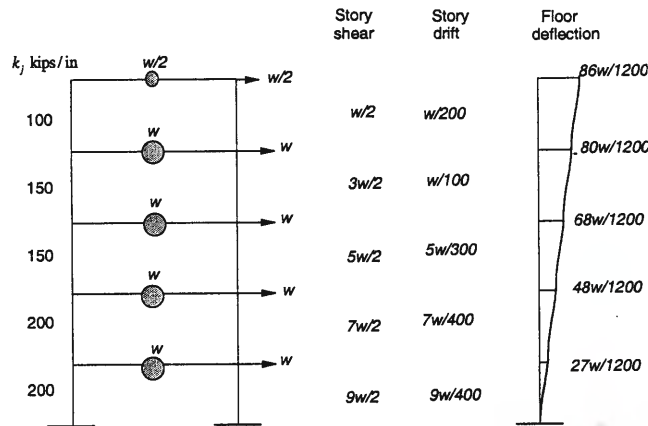 Story shear
Story drift
Floor deflection
k_j kips/in
w/2
w/2
86w/1200
100
w/2
w/200
w
w
80w/1200
150
3w/2
w/100
w
w
68w/1200
150
5w/2
5w/300
w
w
48w/1200
200
7w/2
7w/400
w
w
27w/1200
200
9w/2
9w/400